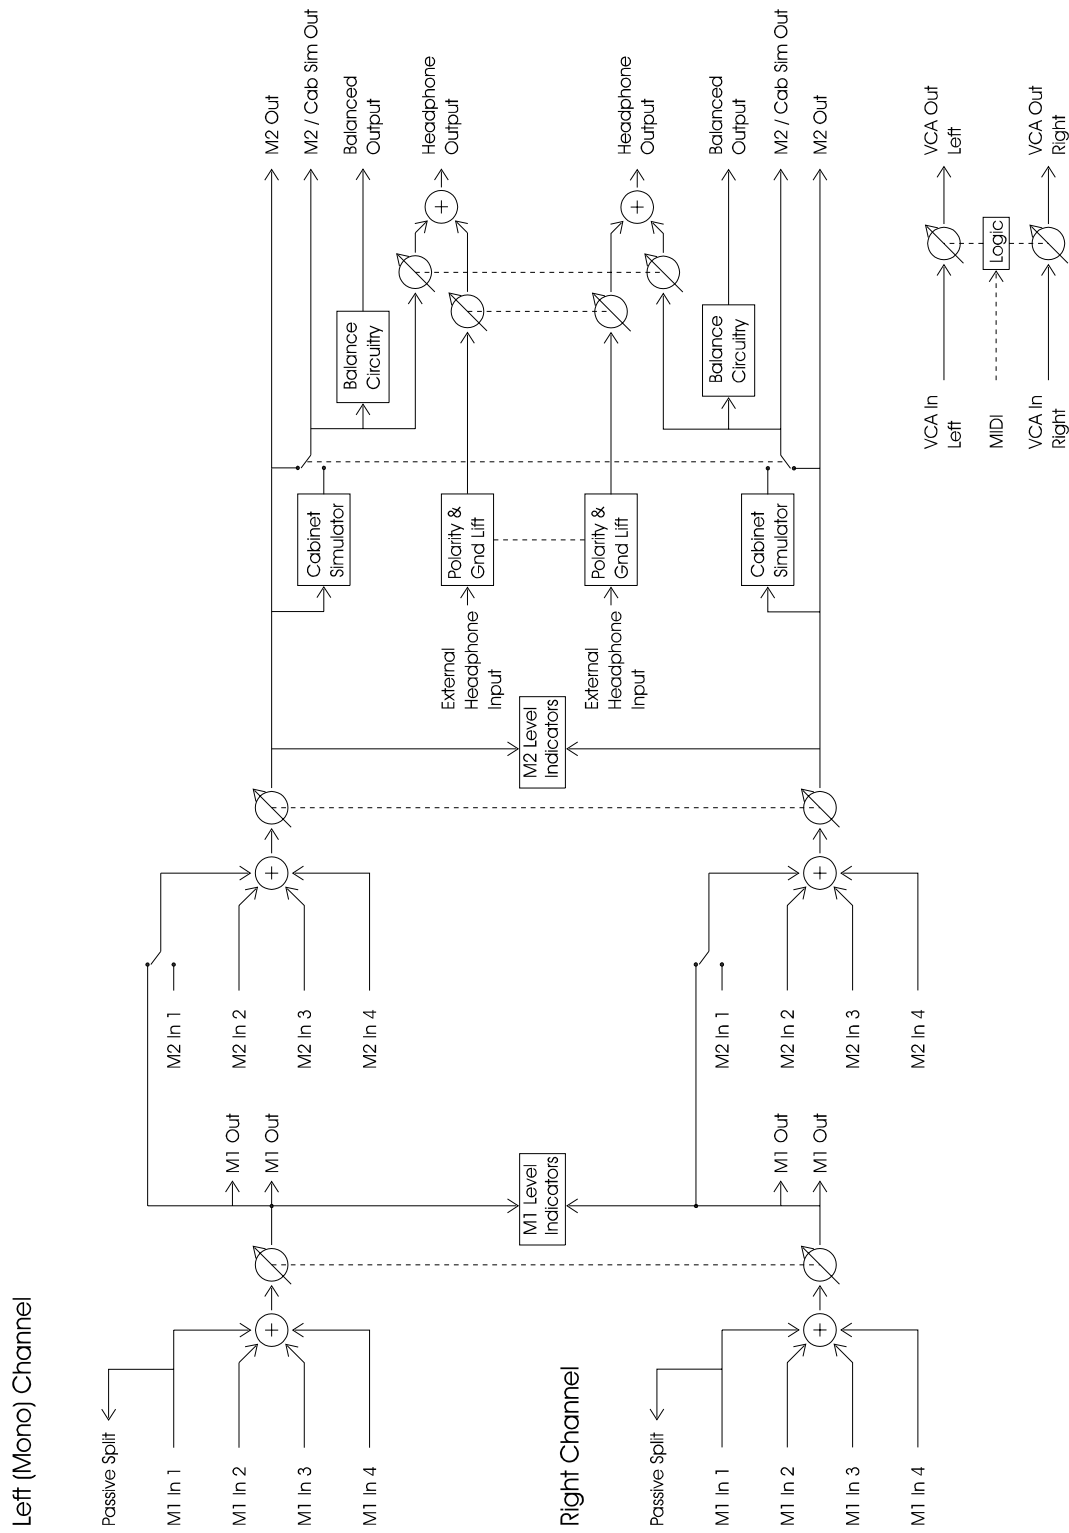 Left (Mono) Channel
Passive Split
M1 In 1
M1 In 2
M1 In 3
M1 In 4
M1 Out
M1 Out
M1 Level
Indicators
M2 In 1
M2 In 2
M2 In 3
M2 In 4
M2 Level
Indicators
Cabinet
Simulator
External
Headphone
Input
Polarity &
Gnd Lift
Balance
Circuitry
M2 Out
M2 / Cab Sim Out
Balanced
Output
Headphone
Output
Right Channel
Passive Split
M1 In 1
M1 In 2
M1 In 3
M1 In 4
M1 Out
M1 Out
M2 In 1
M2 In 2
M2 In 3
M2 In 4
External
Headphone
Input
Polarity &
Gnd Lift
Cabinet
Simulator
Balance
Circuitry
Headphone
Output
Balanced
Output
M2 / Cab Sim Out
M2 Out
VCA In
Left
MIDI
VCA In
Right
Logic
VCA Out
Left
VCA Out
Right